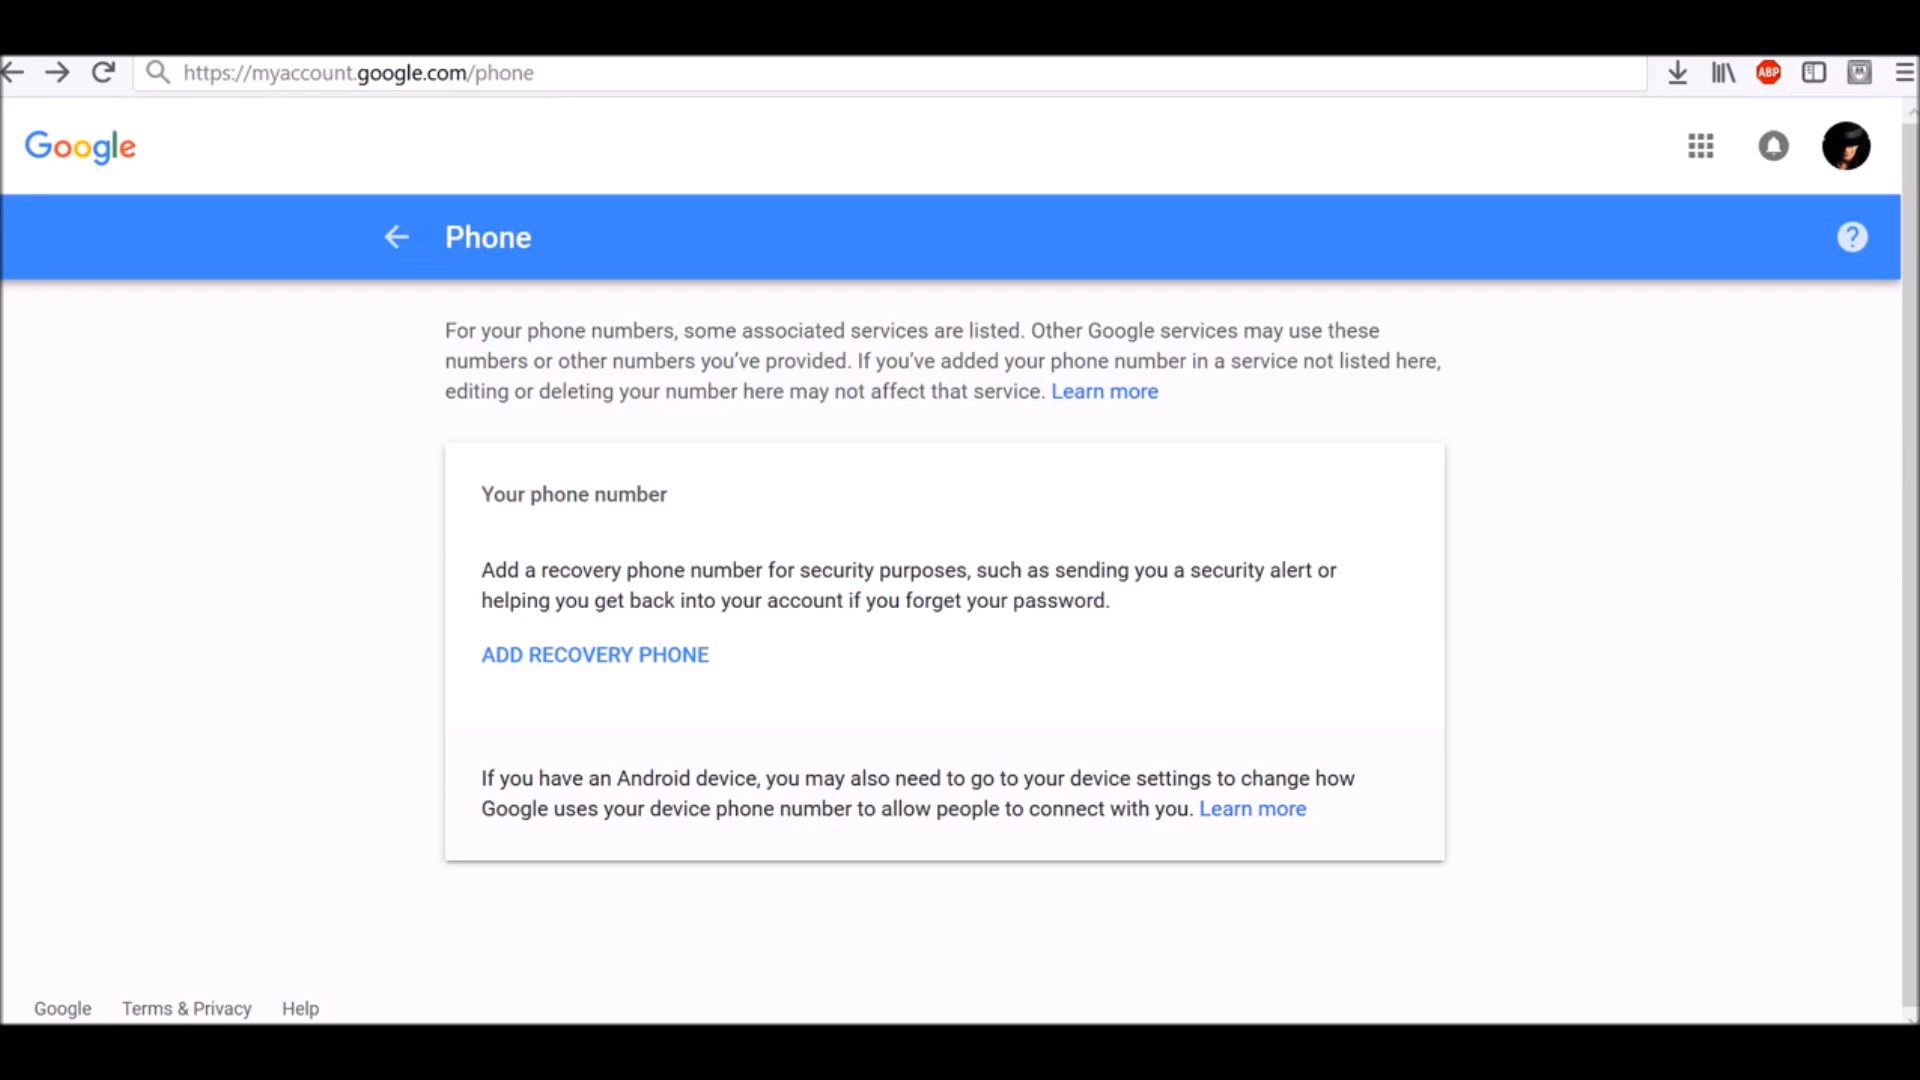 https://myaccount.google.com/phone
ABP
Google
Phone
?
For your phone numbers, some associated services are listed. Other Google services may use these
numbers or other numbers you’ve provided. If you’ve added your phone number in a service not listed here,
editing or deleting your number here may not affect that service. Learn more
Your phone number
Add a recovery phone number for security purposes, such as sending you a security alert or
helping you get back into your account if you forget your password.
ADD RECOVERY PHONE
If you have an Android device, you may also need to go to your device settings to change how
Google uses your device phone number to allow people to connect with you. Learn more
Google Terms & Privacy Help